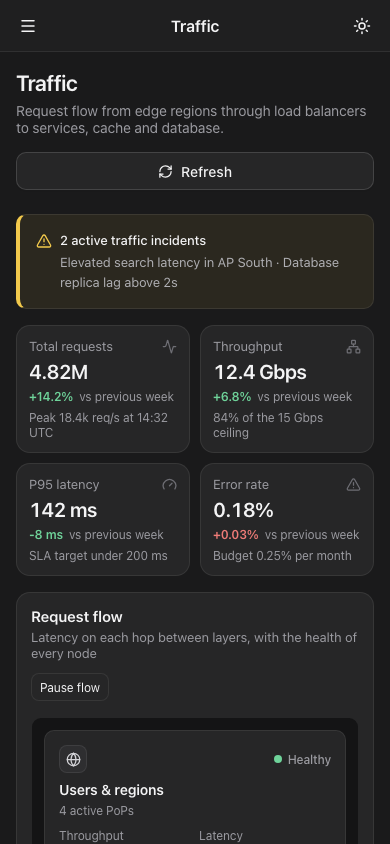 Traffic
Traffic
Request flow from edge regions through load balancers
to services, cache and database.
Refresh
2 active traffic incidents
Elevated search latency in AP South · Database
replica lag above 2s
Total requests
4.82M
+14.2% vs previous week
Peak 18.4k req/s at 14:32
UTC
Throughput
12.4 Gbps
+6.8% vs previous week
84% of the 15 Gbps
ceiling
P95 latency
142 ms
-8 ms vs previous week
SLA target under 200 ms
Error rate
0.18%
+0.03% vs previous week
Budget 0.25% per month
Request flow
Latency on each hop between layers, with the health of
every node
Pause flow
Healthy
Users & regions
4 active PoPs
Throughput Latency